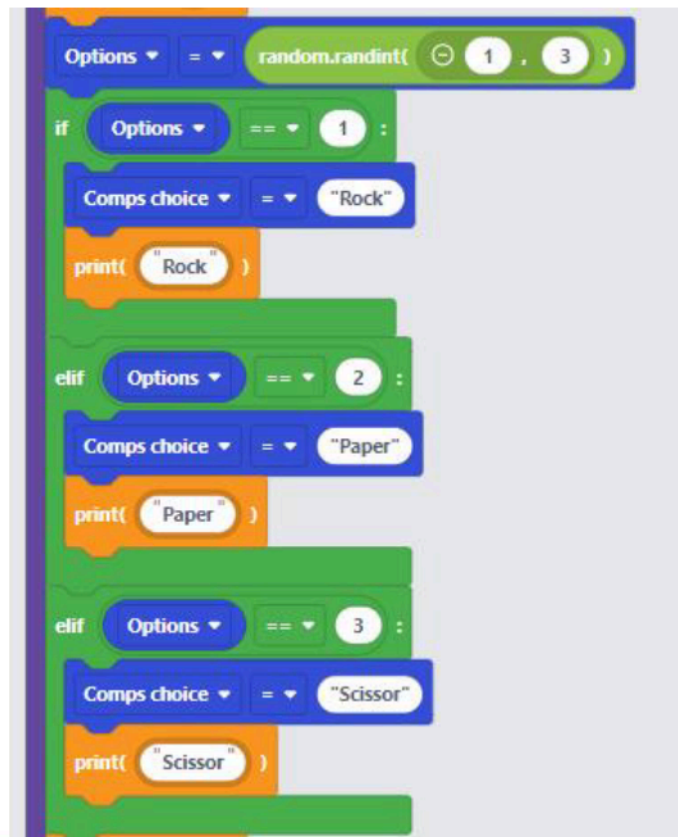 Options = random.randint( 1 , 3 )
if Options == 1 :
Comps choice = "Rock"
print( "Rock" )
elif Options == 2 :
Comps choice = "Paper"
print( "Paper" )
elif Options == 3 :
Comps choice = "Scissor"
print( "Scissor" )